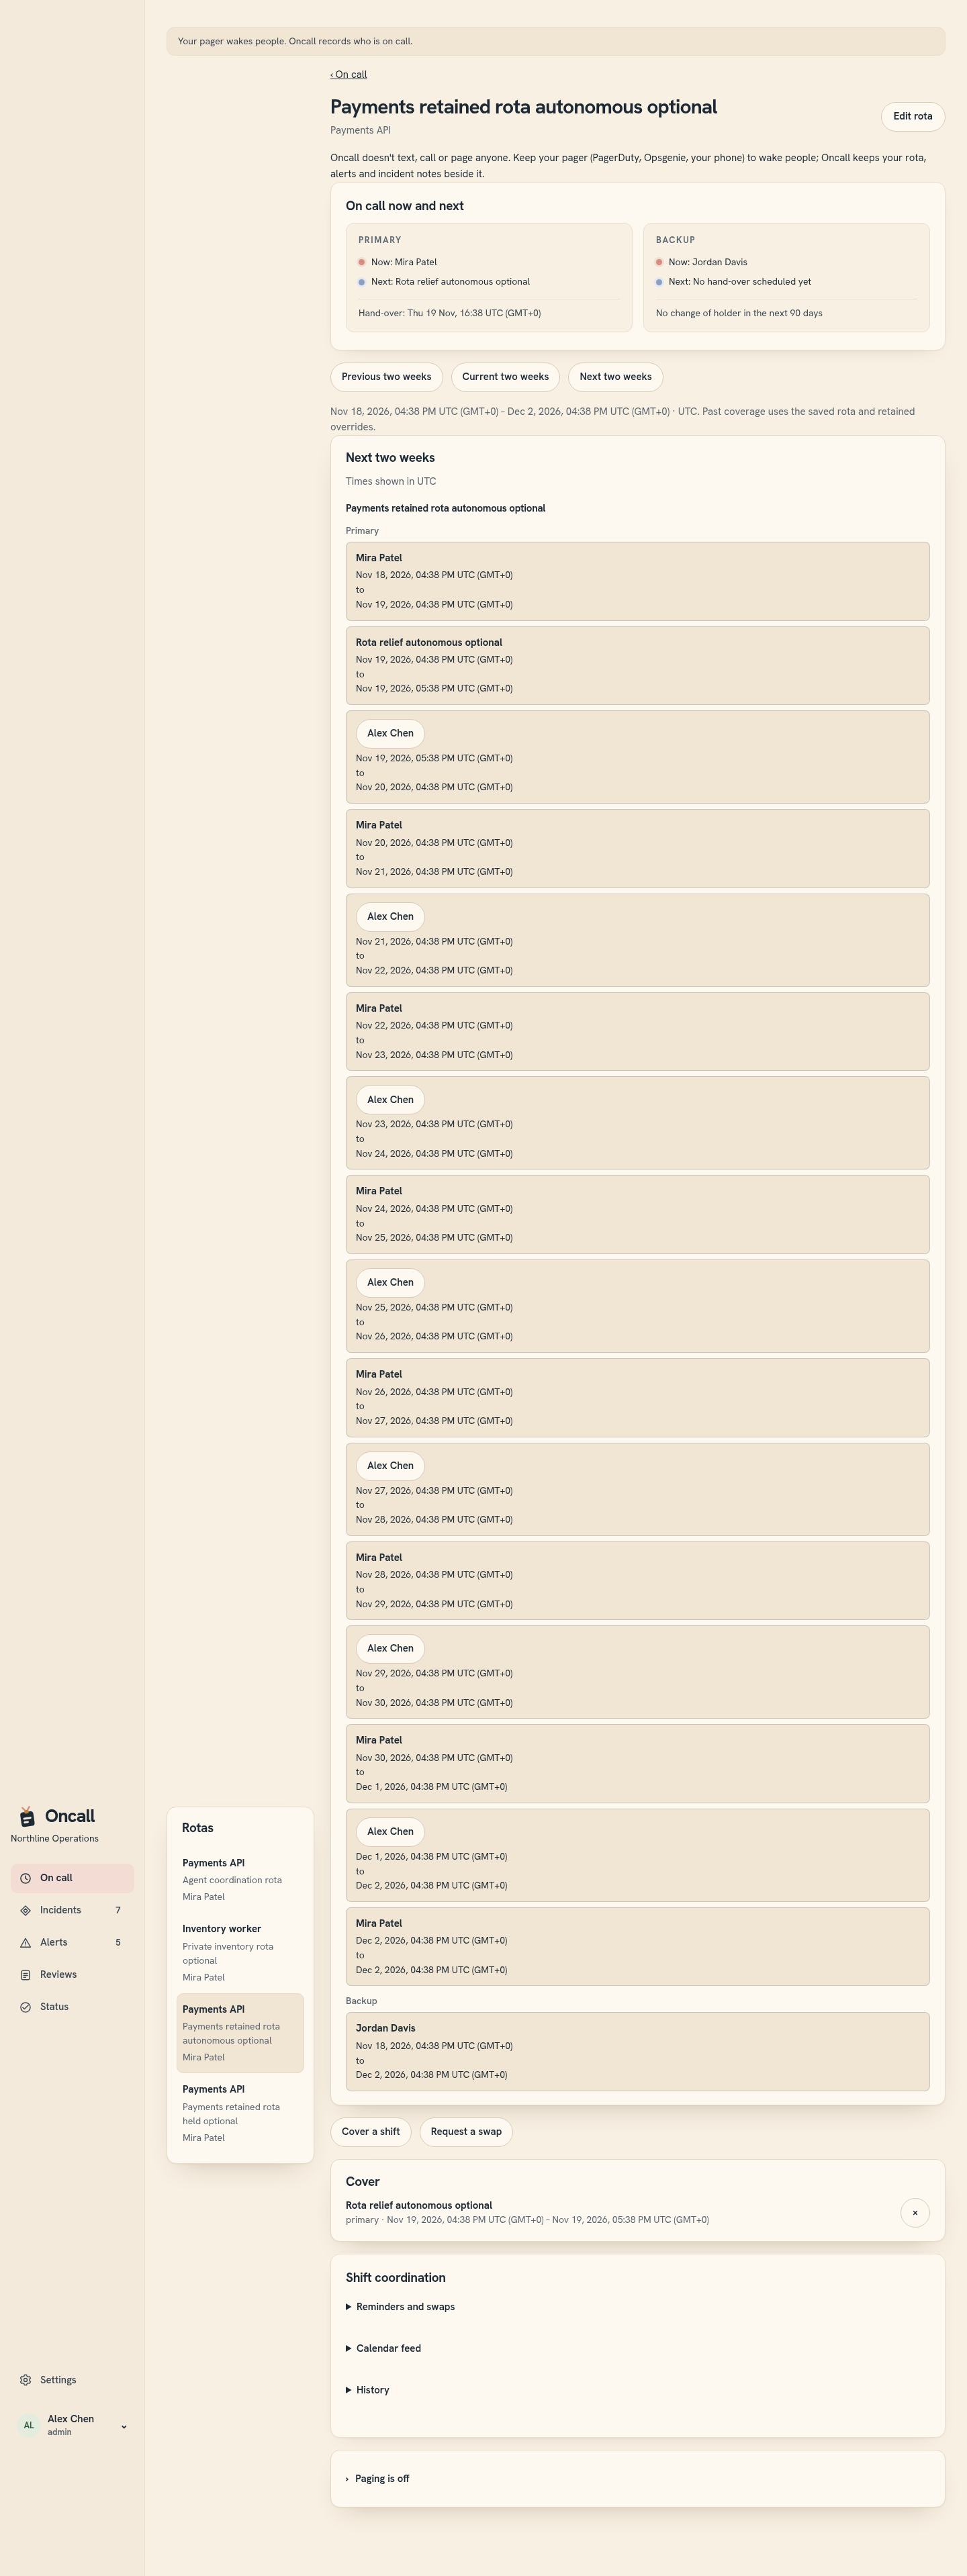 Your pager wakes people. Oncall records who is on call.
‹ On call
Payments retained rota autonomous optional
Payments API
Edit rota
Oncall doesn't text, call or page anyone. Keep your pager (PagerDuty, Opsgenie, your phone) to wake people; Oncall keeps your rota,
alerts and incident notes beside it.
On call now and next
PRIMARY
Now: Mira Patel
Next: Rota relief autonomous optional
Hand-over: Thu 19 Nov, 16:38 UTC (GMT+0)
BACKUP
Now: Jordan Davis
Next: No hand-over scheduled yet
No change of holder in the next 90 days
Previous two weeks
Current two weeks
Next two weeks
Nov 18, 2026, 04:38 PM UTC (GMT+0) – Dec 2, 2026, 04:38 PM UTC (GMT+0) · UTC. Past coverage uses the saved rota and retained
overrides.
Next two weeks
Times shown in UTC
Payments retained rota autonomous optional
Primary
Mira Patel
Nov 18, 2026, 04:38 PM UTC (GMT+0)
to
Nov 19, 2026, 04:38 PM UTC (GMT+0)
Rota relief autonomous optional
Nov 19, 2026, 04:38 PM UTC (GMT+0)
to
Nov 19, 2026, 05:38 PM UTC (GMT+0)
Alex Chen
Nov 19, 2026, 05:38 PM UTC (GMT+0)
to
Nov 20, 2026, 04:38 PM UTC (GMT+0)
Mira Patel
Nov 20, 2026, 04:38 PM UTC (GMT+0)
to
Nov 21, 2026, 04:38 PM UTC (GMT+0)
Alex Chen
Nov 21, 2026, 04:38 PM UTC (GMT+0)
to
Nov 22, 2026, 04:38 PM UTC (GMT+0)
Mira Patel
Nov 22, 2026, 04:38 PM UTC (GMT+0)
to
Nov 23, 2026, 04:38 PM UTC (GMT+0)
Alex Chen
Nov 23, 2026, 04:38 PM UTC (GMT+0)
to
Nov 24, 2026, 04:38 PM UTC (GMT+0)
Mira Patel
Nov 24, 2026, 04:38 PM UTC (GMT+0)
to
Nov 25, 2026, 04:38 PM UTC (GMT+0)
Alex Chen
Nov 25, 2026, 04:38 PM UTC (GMT+0)
to
Nov 26, 2026, 04:38 PM UTC (GMT+0)
Mira Patel
Nov 26, 2026, 04:38 PM UTC (GMT+0)
to
Nov 27, 2026, 04:38 PM UTC (GMT+0)
Alex Chen
Nov 27, 2026, 04:38 PM UTC (GMT+0)
to
Nov 28, 2026, 04:38 PM UTC (GMT+0)
Mira Patel
Nov 28, 2026, 04:38 PM UTC (GMT+0)
to
Nov 29, 2026, 04:38 PM UTC (GMT+0)
Alex Chen
Nov 29, 2026, 04:38 PM UTC (GMT+0)
to
Nov 30, 2026, 04:38 PM UTC (GMT+0)
Mira Patel
Nov 30, 2026, 04:38 PM UTC (GMT+0)
to
Dec 1, 2026, 04:38 PM UTC (GMT+0)
Alex Chen
Dec 1, 2026, 04:38 PM UTC (GMT+0)
to
Dec 2, 2026, 04:38 PM UTC (GMT+0)
Mira Patel
Dec 2, 2026, 04:38 PM UTC (GMT+0)
to
Dec 2, 2026, 04:38 PM UTC (GMT+0)
Backup
Jordan Davis
Nov 18, 2026, 04:38 PM UTC (GMT+0)
to
Dec 2, 2026, 04:38 PM UTC (GMT+0)
Cover a shift
Request a swap
Cover
Rota relief autonomous optional
primary · Nov 19, 2026, 04:38 PM UTC (GMT+0) – Nov 19, 2026, 05:38 PM UTC (GMT+0)
×
Shift coordination
Reminders and swaps
Calendar feed
History
› Paging is off
Oncall
Northline Operations
On call
Incidents 7
Alerts 5
Reviews
Status
Settings
AL
Alex Chen
admin
Rotas
Payments API
Agent coordination rota
Mira Patel
Inventory worker
Private inventory rota
optional
Mira Patel
Payments API
Payments retained rota
autonomous optional
Mira Patel
Payments API
Payments retained rota
held optional
Mira Patel